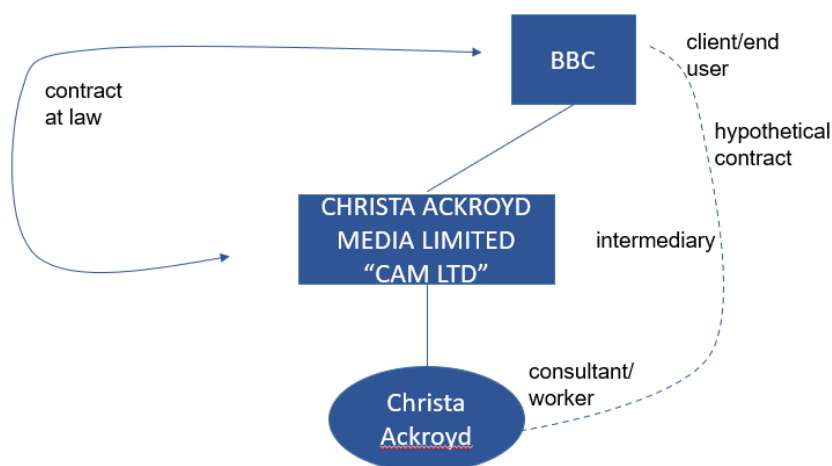 BBC
client/end
user
contract
at law
hypothetical
contract
CHRISTA ACKROYD
MEDIA LIMITED
“CAM LTD”
intermediary
consultant/
worker
Christa
Ackroyd